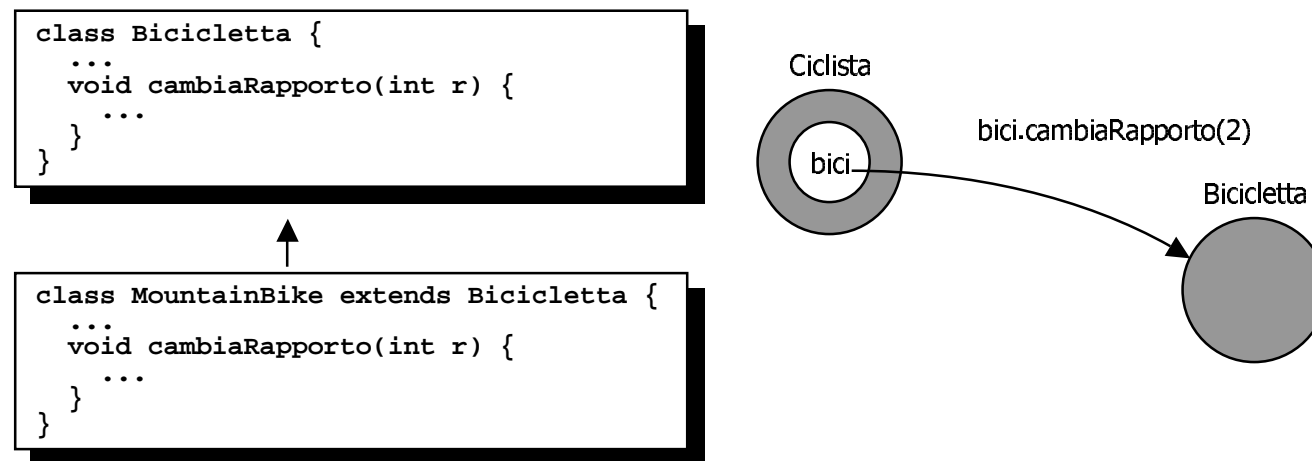 class Bicicletta {
...
void cambiaRapporto(int r) {
...
}
}
class MountainBike extends Bicicletta {
...
void cambiaRapporto(int r) {
...
}
}
Ciclista
bici.cambiaRapporto(2)
bici
Bicicletta